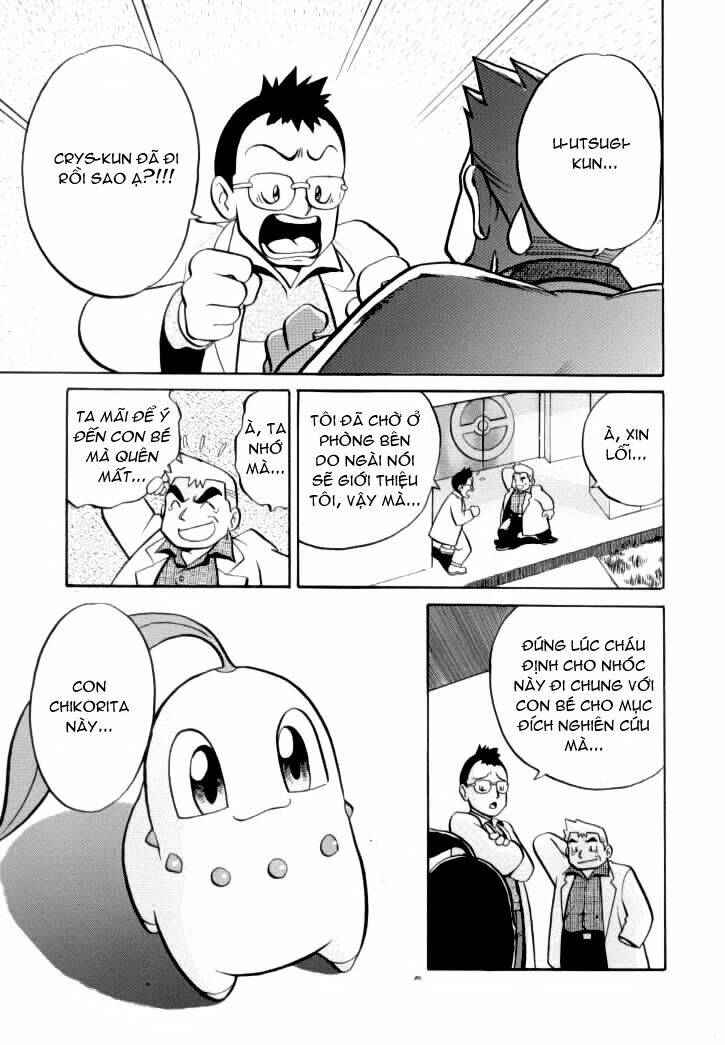 U-UTSUGI-
KUN...
CRYS-KUN ĐÃ ĐI
RỒI SAO Ạ?!!!
À, XIN
LỖI...
TÔI ĐÃ CHỜ Ở
PHÒNG BÊN
DO NGÀI NÓI
SẼ GIỚI THIỆU
TÔI, VẬY MÀ...
À, TA
NHỚ
MÀ...
TA MÃI ĐỂ Ý
ĐẾN CON BÉ
MÀ QUÊN
MẤT...
ĐÚNG LÚC CHÁU
ĐỊNH CHO NHÓC
NÀY ĐI CHUNG VỚI
CON BÉ CHO MỤC
ĐÍCH NGHIÊN CỨU
MÀ...
CON
CHIKORITA
NÀY...